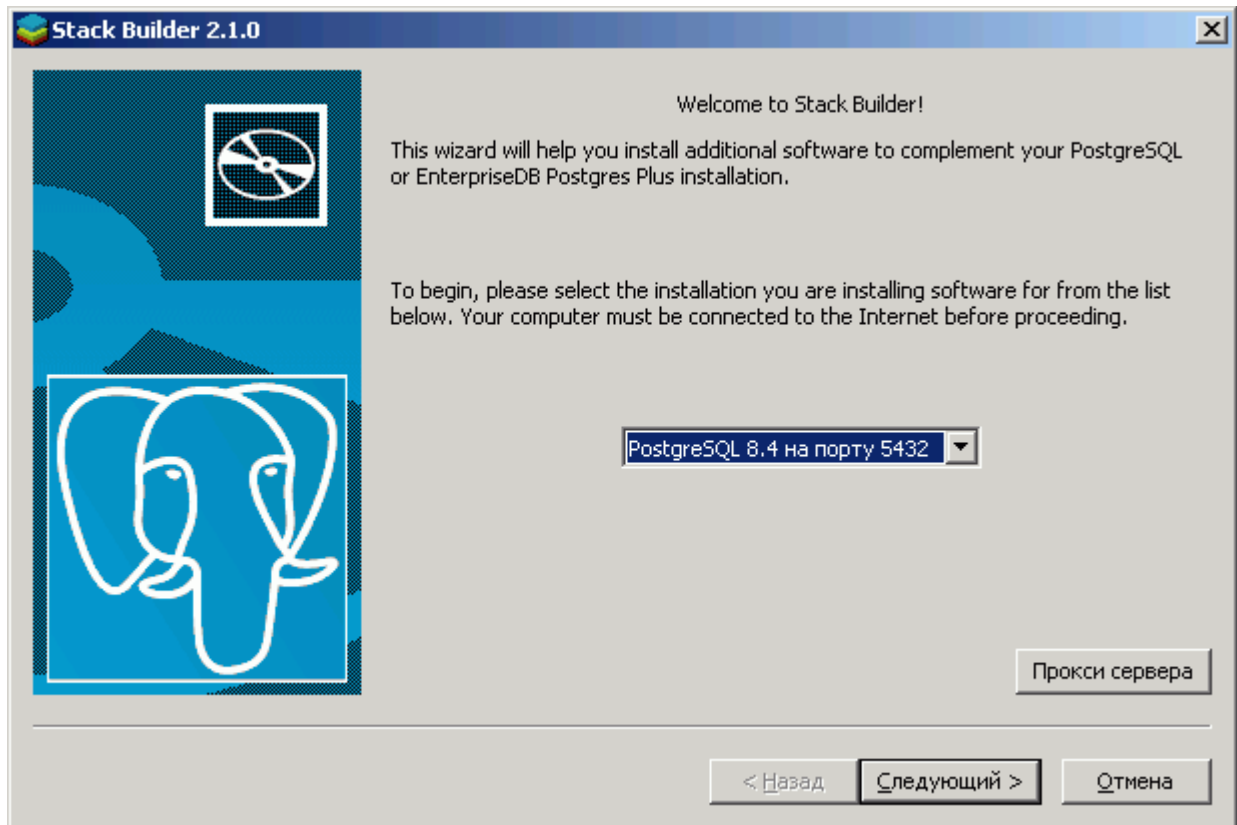 Stack Builder 2.1.0
Welcome to Stack Builder!
This wizard will help you install additional software to complement your PostgreSQL
or EnterpriseDB Postgres Plus installation.
To begin, please select the installation you are installing software for from the list
below. Your computer must be connected to the Internet before proceeding.
PostgreSQL 8.4 на порту 5432
Прокси сервера
< Назад
Следующий >
Отмена